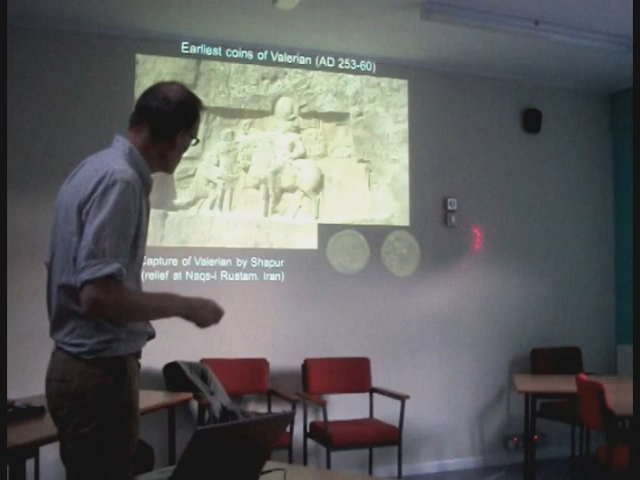 Earliest coins of Valerian (AD 253-60)
Capture of Valerian by Shapur
(relief at Naqs-i Rustam, Iran)